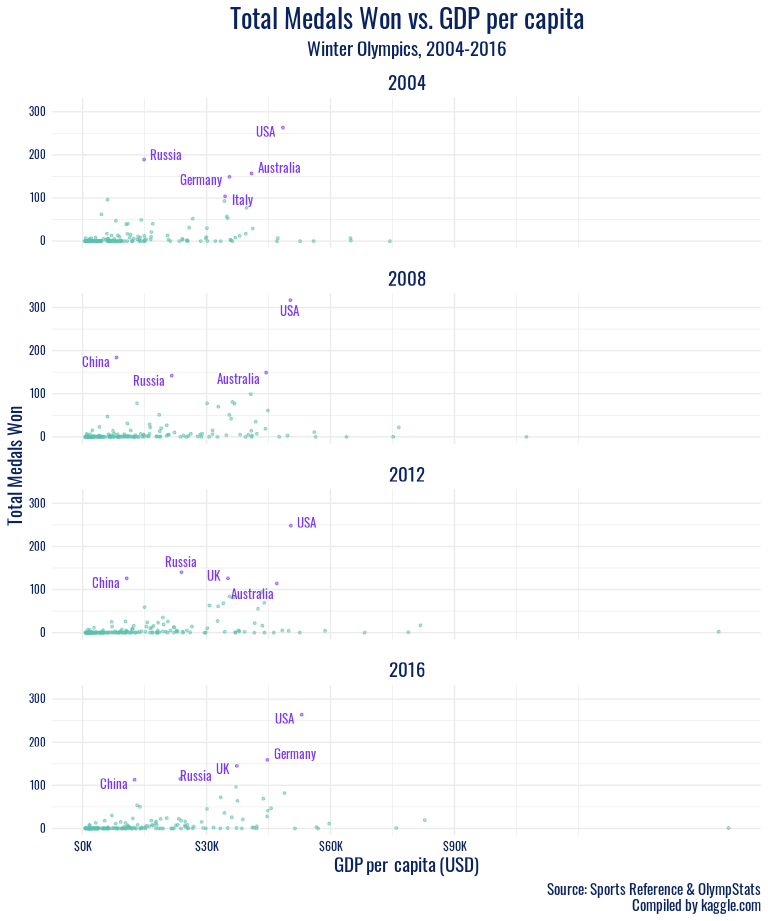 Total Medals Won vs. GDP per capita
Winter Olympics, 2004-2016
Total Medals Won
2004
300
200
100
0
USA
Russia
Australia
Germany
Italy
2008
300
200
100
0
USA
China
Russia
Australia
2012
300
200
100
0
USA
Russia
UK
China
Australia
2016
300
200
100
0
USA
Germany
UK
Russia
China
$0K $30K $60K $90K
GDP per capita (USD)
Source: Sports Reference & OlympStats
Compiled by kaggle.com